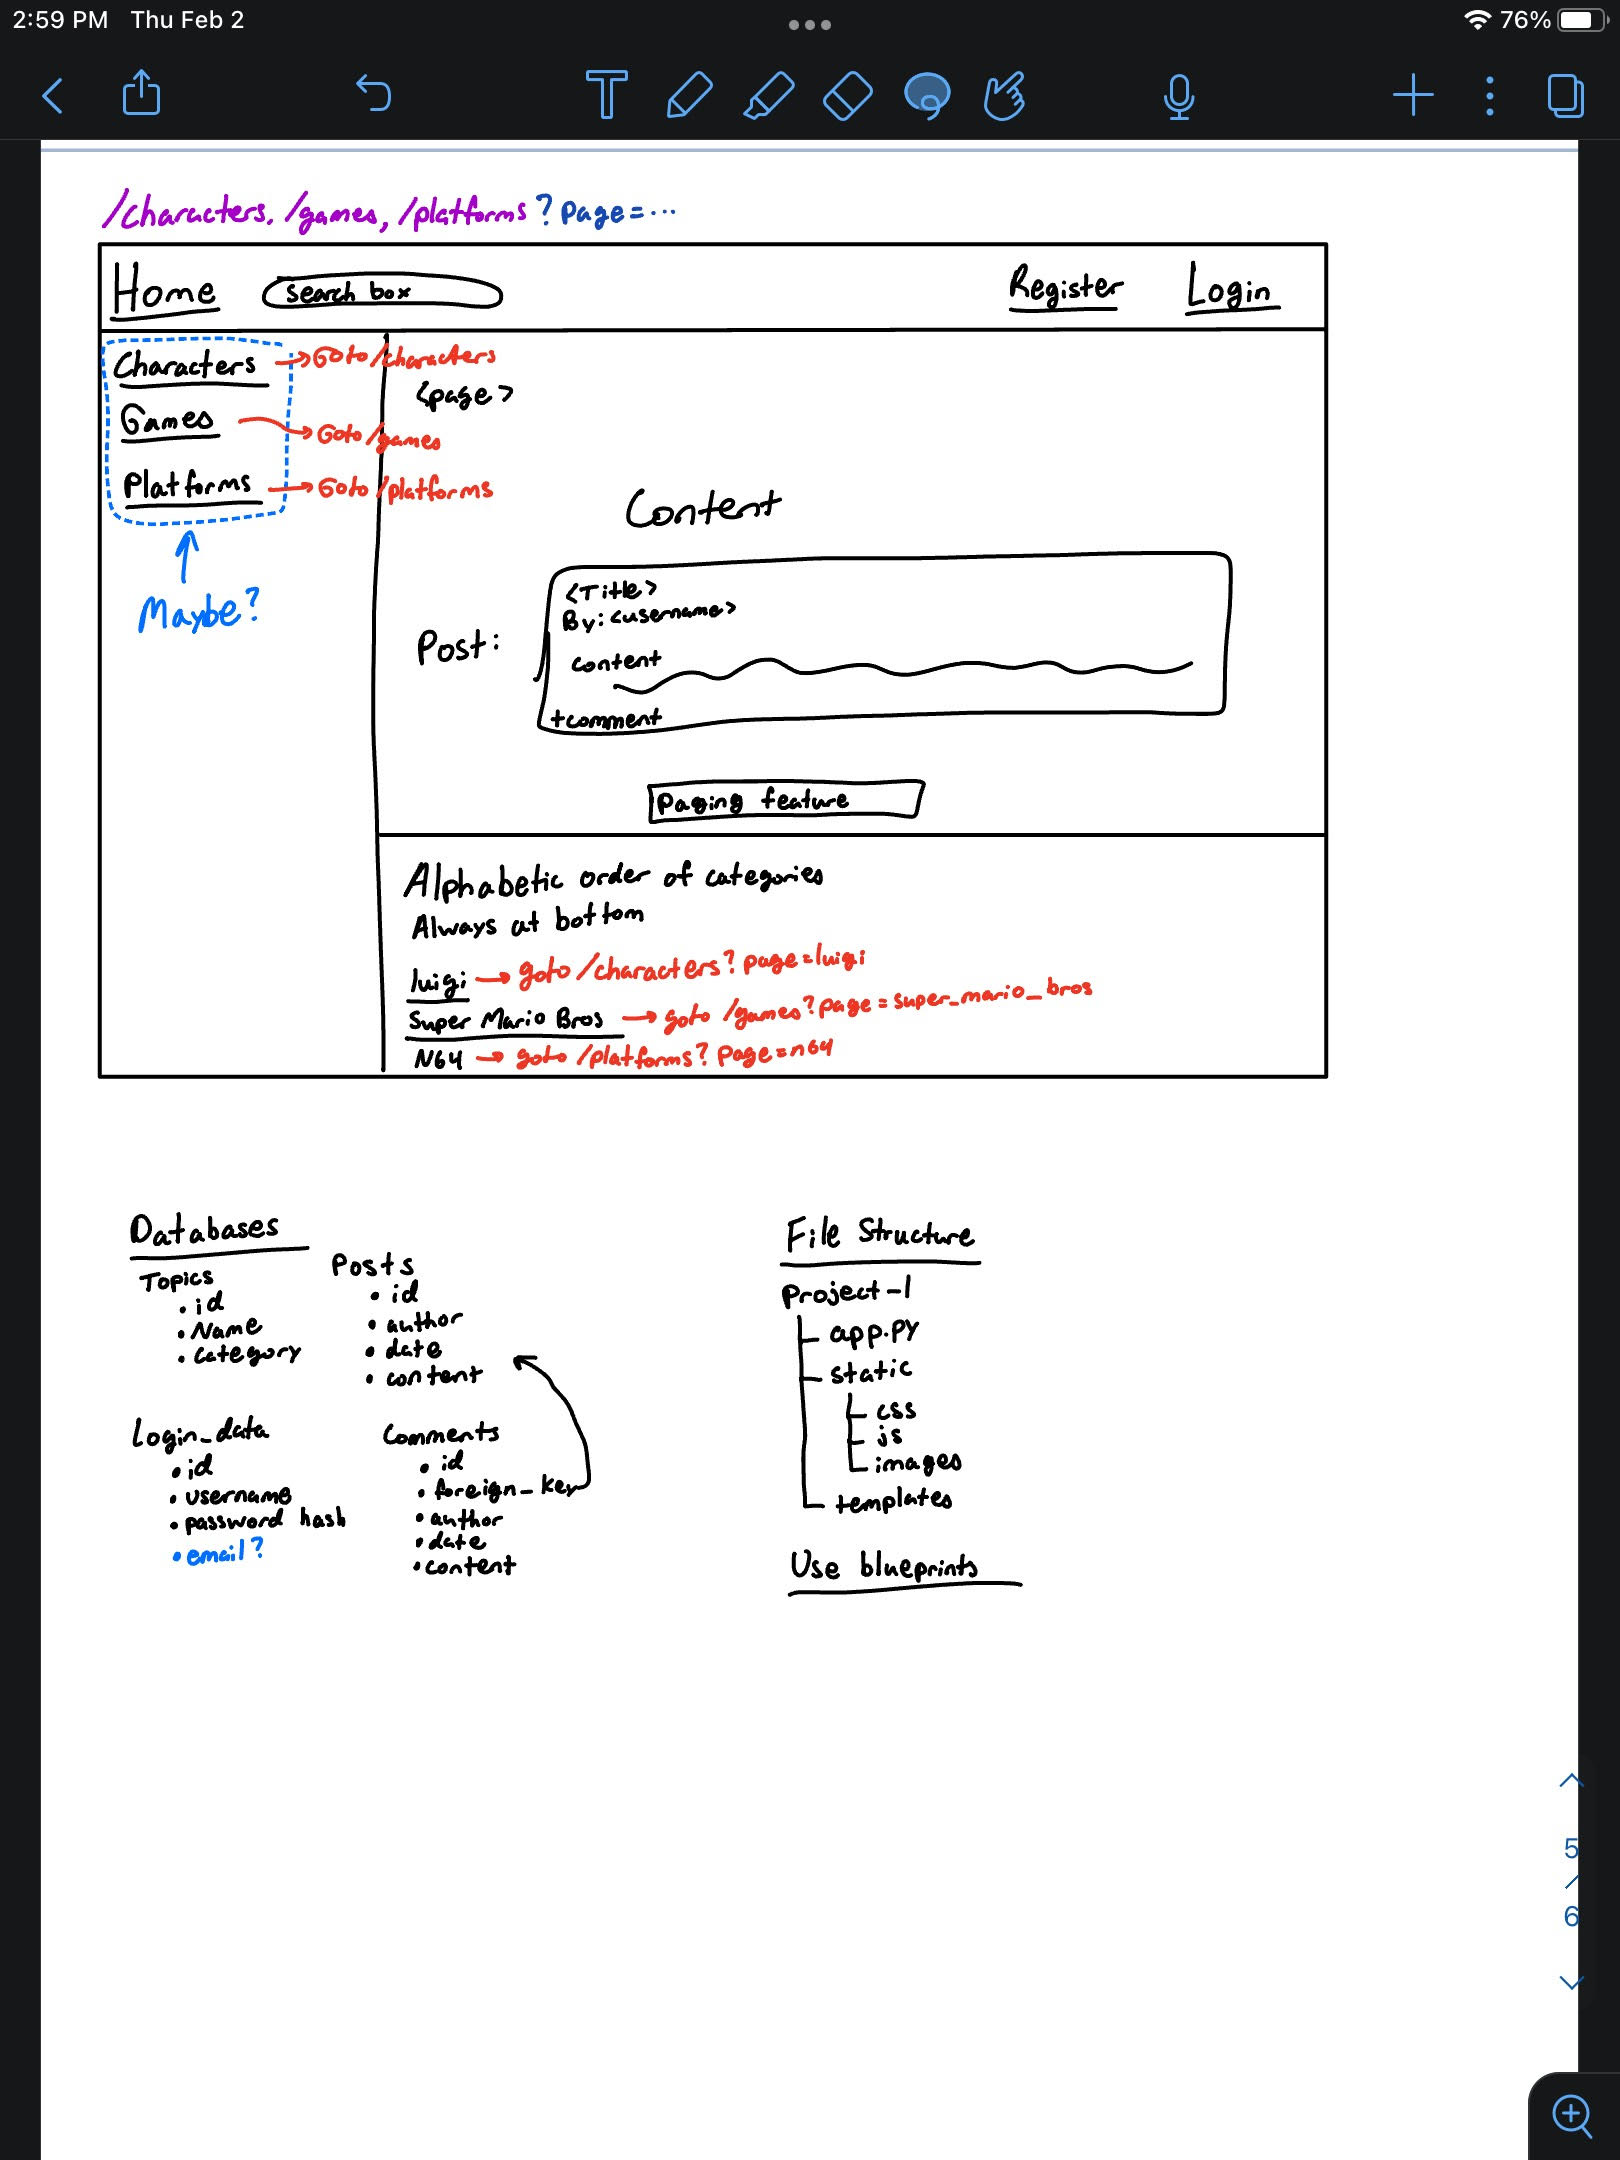 2:59 PM Thu Feb 2
76%
T
/characters, /games, /platforms ? page = ...
Home
search box
Register
Login
Characters → Goto /characters
<page>
Games → Goto /games
Platforms → Goto /platforms
Maybe?
Content
Post:
<Title>
By: <username>
content
+comment
Paging feature
Alphabetic order of categories
Always at bottom
luigi → goto /characters? page=luigi
Super Mario Bros → goto /games?page=super_mario_bros
N64 → goto /platforms? page=n64
Databases
Topics
• id
• Name
• category
Posts
• id
• author
• date
• content
Login_data
• id
• username
• password hash
• email?
Comments
• id
• foreign_key
• author
• date
• content
File Structure
Project-1
app.py
static
css
js
images
templates
Use blueprints
5
/
6